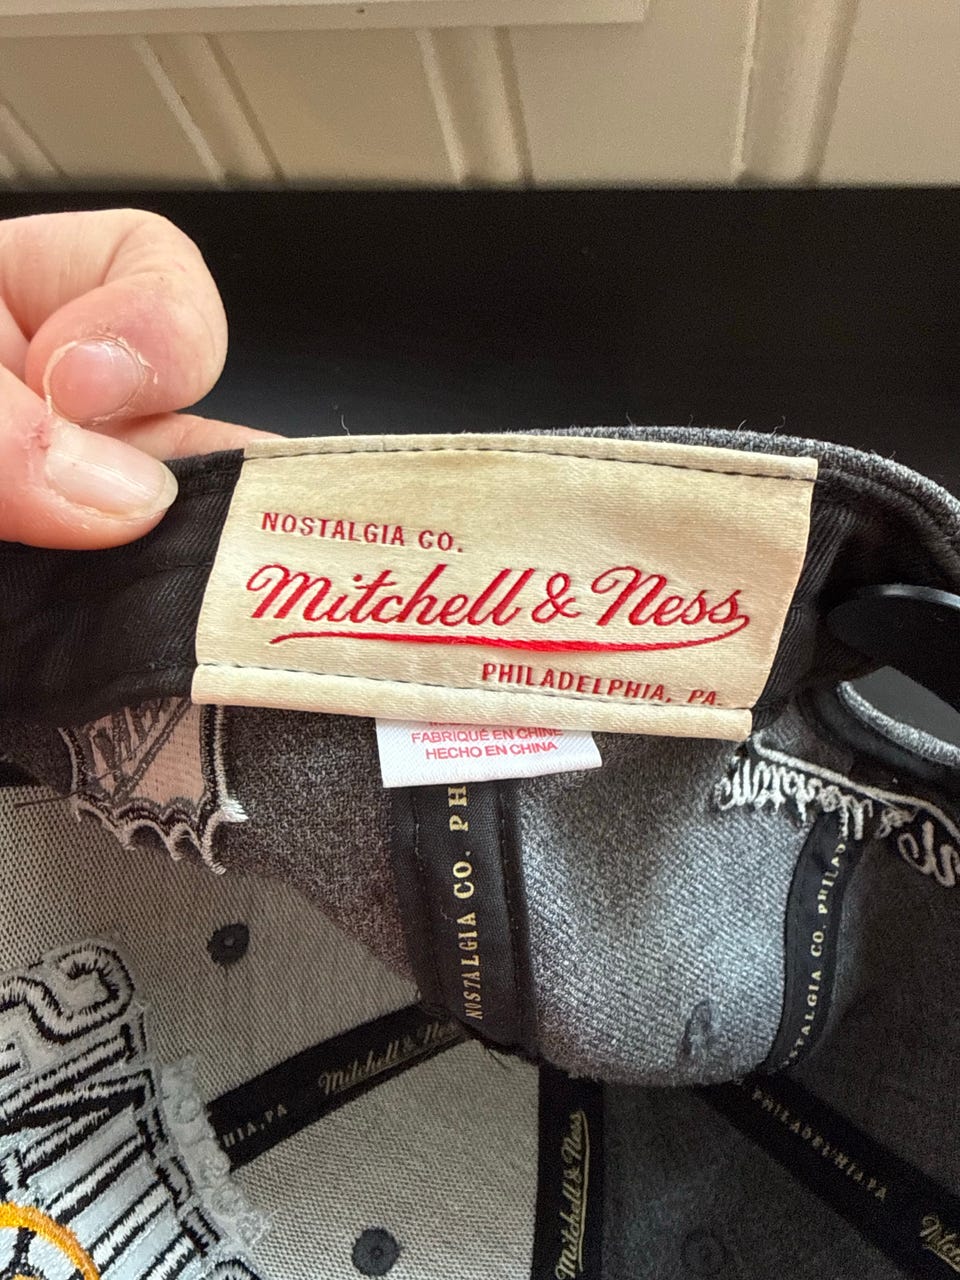 NOSTALGIA CO.
Mitchell & Ness
PHILADELPHIA, PA.
FABRIQUÉ EN CHINE
HECHO EN CHINA
NOSTALGIA CO. PH
NOSTALGIA CO. PHILA
Mitchell & Ness
HIA, PA
Mitchell & Ness
PHILADELPHIA, PA